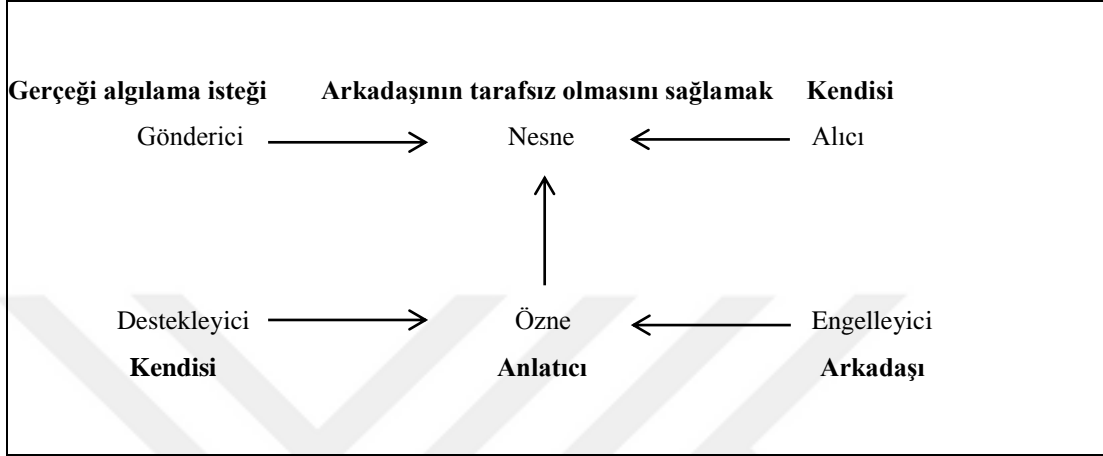 Gerçeği algılama isteği Arkadaşının tarafsız olmasını sağlamak Kendisi
Gönderici Nesne Alıcı
Destekleyici Özne Engelleyici
Kendisi Anlatıcı Arkadaşı